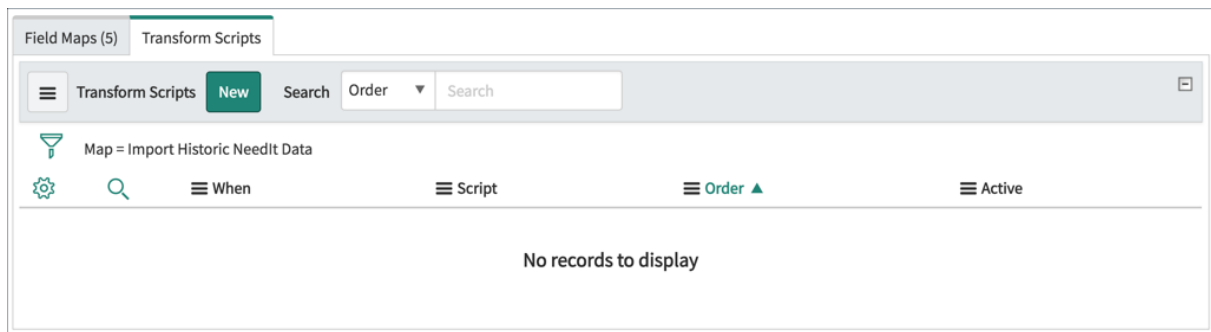 Field Maps (5) Transform Scripts
Transform Scripts New Search Order Search
Map = Import Historic NeedIt Data
When Script Order Active
No records to display